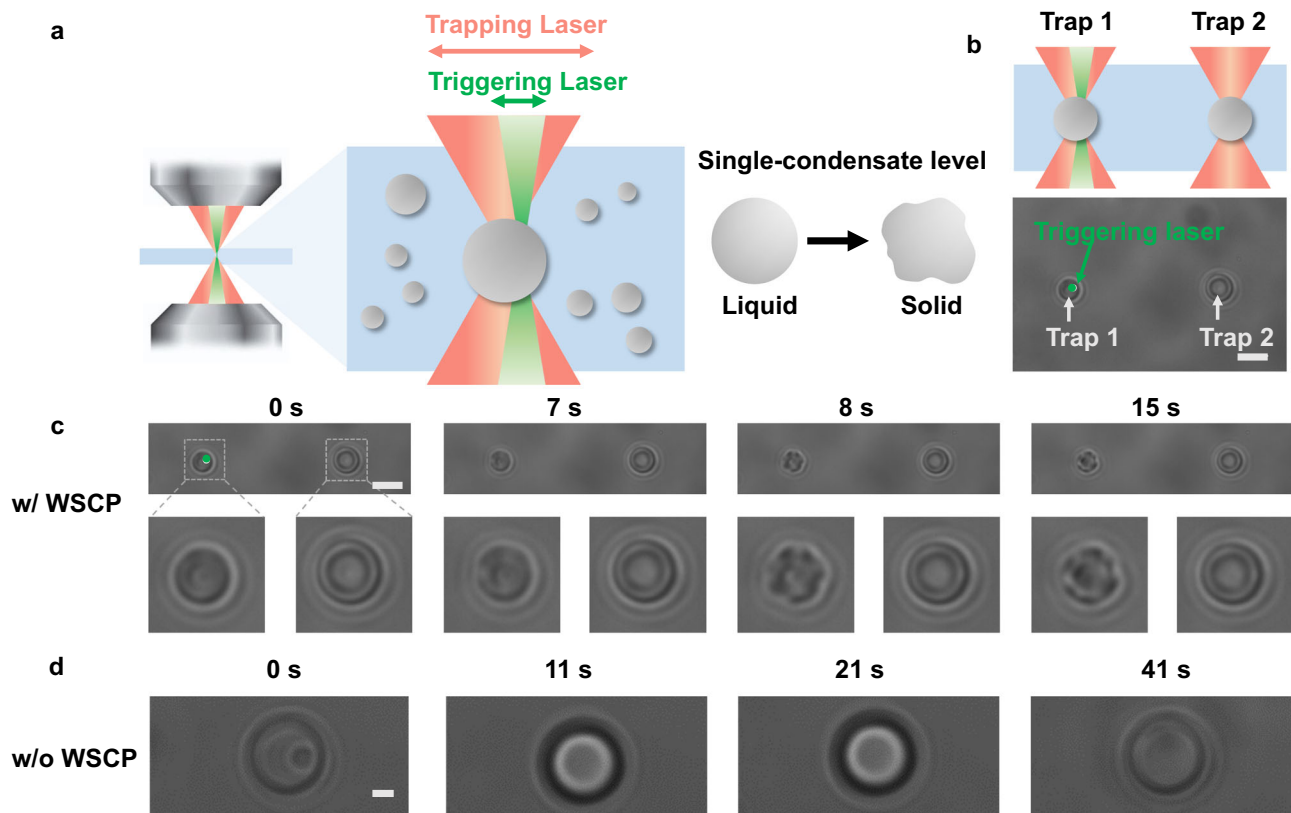 a
Trapping Laser
Triggering Laser
Single-condensate level
Liquid
Solid
b
Trap 1
Trap 2
Triggering laser
Trap 1
Trap 2
c
0 s
7 s
8 s
15 s
w/ WSCP
d
0 s
11 s
21 s
41 s
w/o WSCP